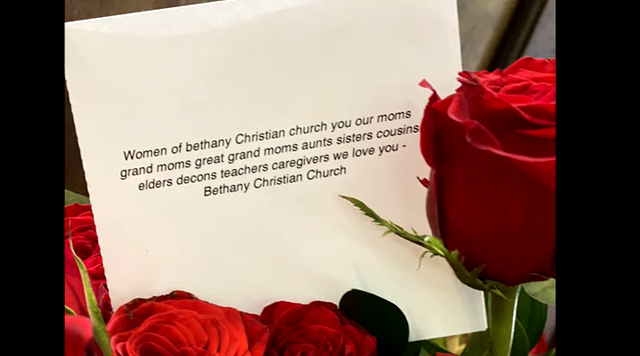 Women of bethany Christian church you our moms
grand moms great grand moms aunts sisters cousins
elders decons teachers caregivers we love you -
Bethany Christian Church